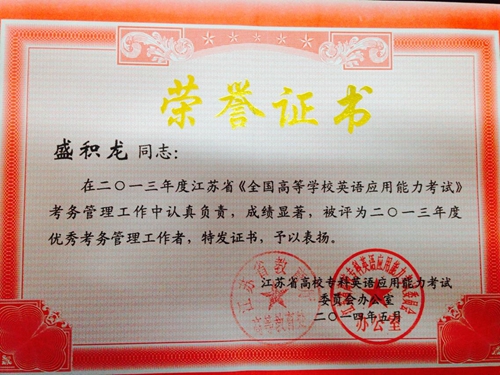 荣誉证书
盛积龙 同志：
在二〇一三年度江苏省《全国高等学校英语应用能力考试》
考务管理工作中认真负责，成绩显著，被评为二〇一三年度
优秀考务管理工作者，特发证书，予以表扬。
江苏省高校专科英语应用能力考试
委员会办公室
二〇一四年五月
办公室